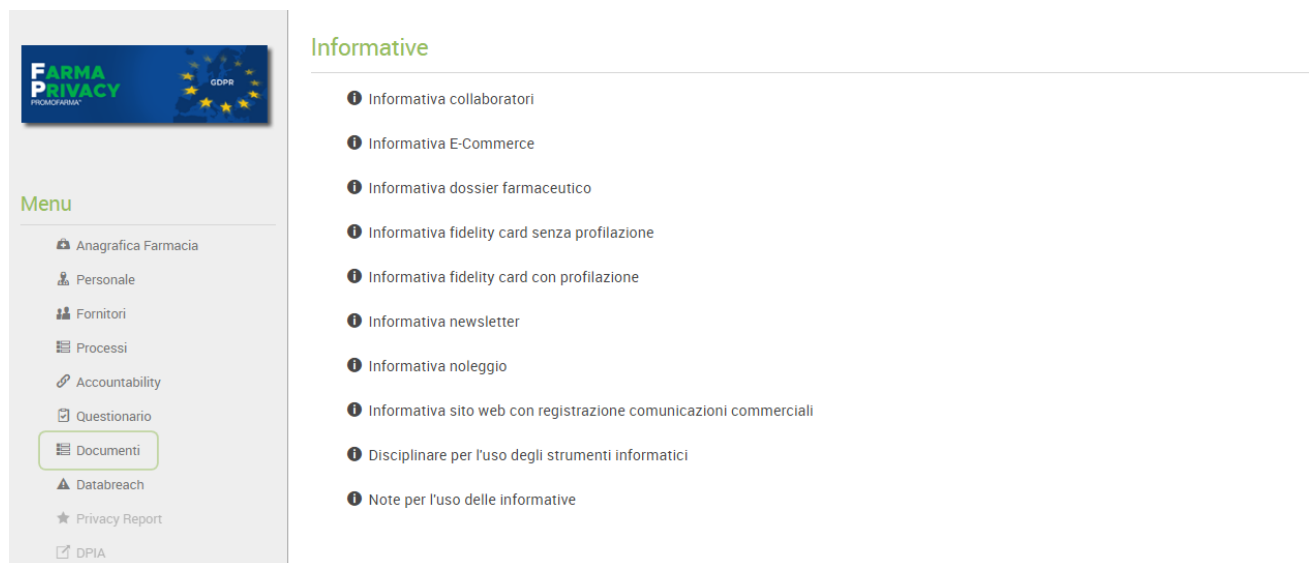 FARMA
PRIVACY
PROMOFARMA®
GDPR
Menu
Anagrafica Farmacia
Personale
Fornitori
Processi
Accountability
Questionario
Documenti
Databreach
Privacy Report
DPIA
Informative
Informativa collaboratori
Informativa E-Commerce
Informativa dossier farmaceutico
Informativa fidelity card senza profilazione
Informativa fidelity card con profilazione
Informativa newsletter
Informativa noleggio
Informativa sito web con registrazione comunicazioni commerciali
Disciplinare per l'uso degli strumenti informatici
Note per l'uso delle informative